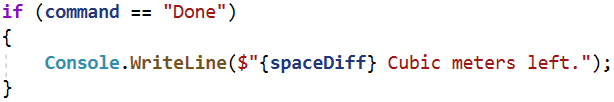 if (command == "Done")
{
    Console.WriteLine($"{spaceDiff} Cubic meters left.");
}